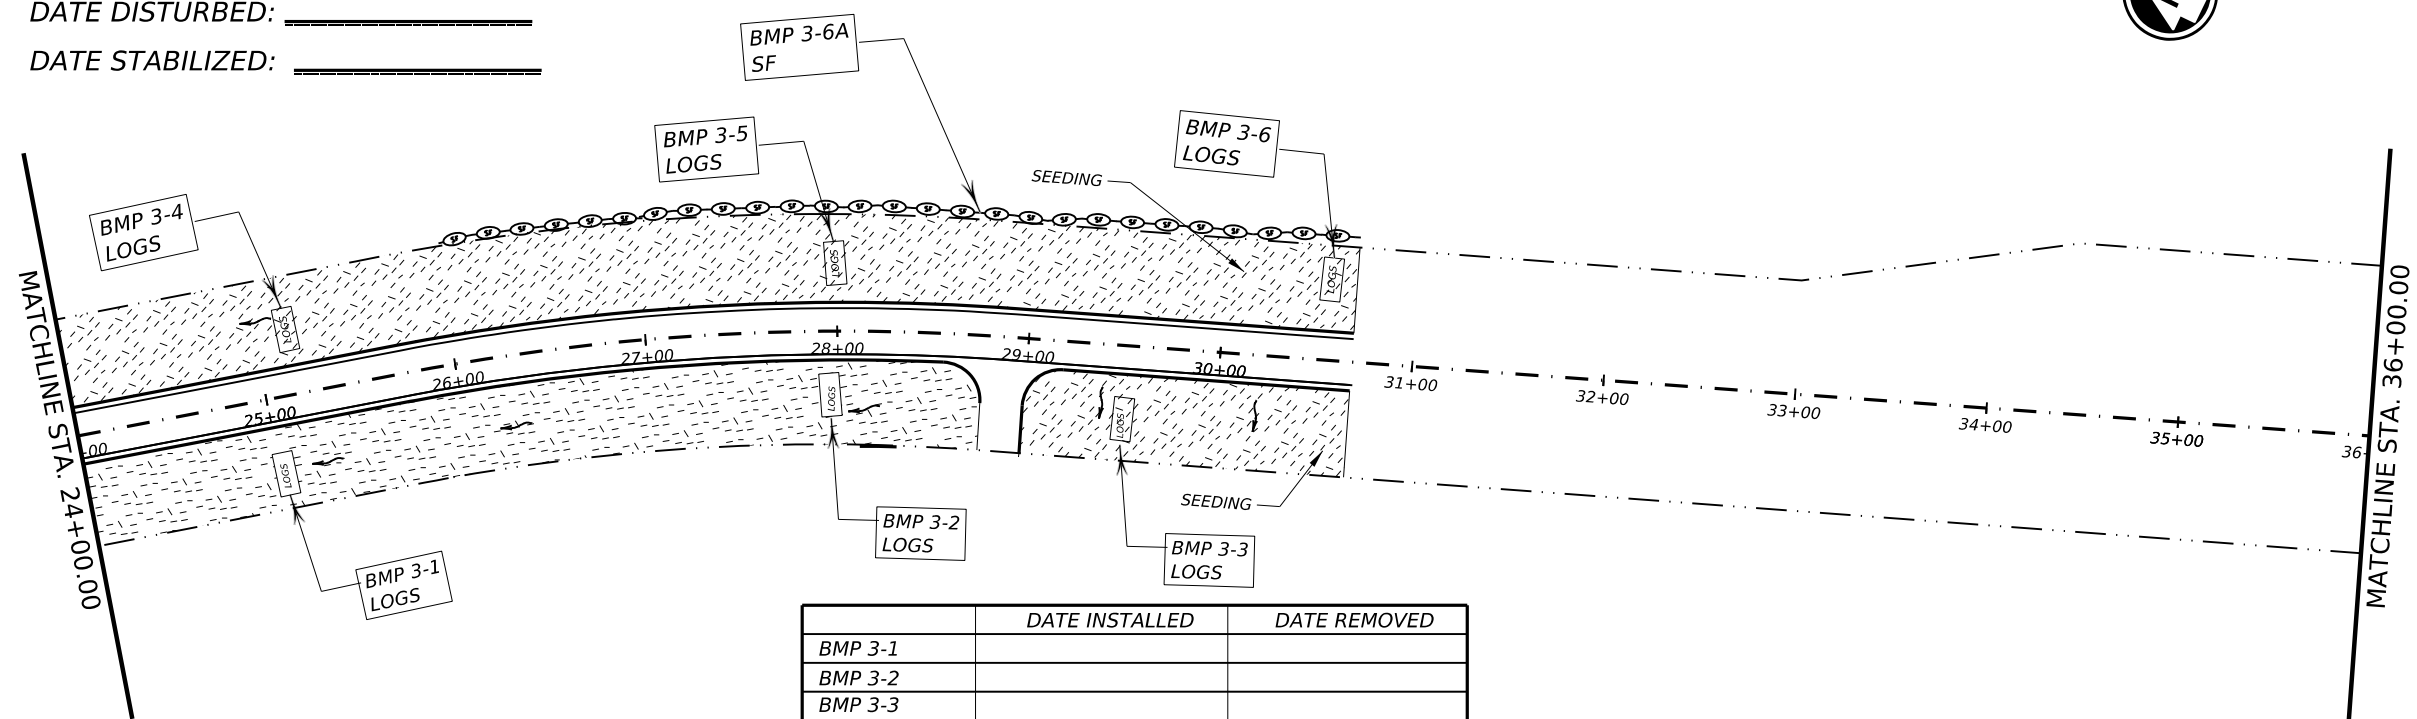 DATE DISTURBED:
DATE STABILIZED:
BMP 3-6A
SF
BMP 3-5
LOGS
BMP 3-6
LOGS
SEEDING
BMP 3-4
LOGS
LOGS
LOGS
LOGS
MATCHLINE STA. 24+00.00
MATCHLINE STA. 36+00.00
25+00
26+00
27+00
28+00
29+00
30+00
31+00
32+00
33+00
34+00
35+00
36+
00
LOGS
LOGS
LOGS
SEEDING
BMP 3-1
LOGS
BMP 3-2
LOGS
BMP 3-3
LOGS
DATE INSTALLED DATE REMOVED
BMP 3-1
BMP 3-2
BMP 3-3